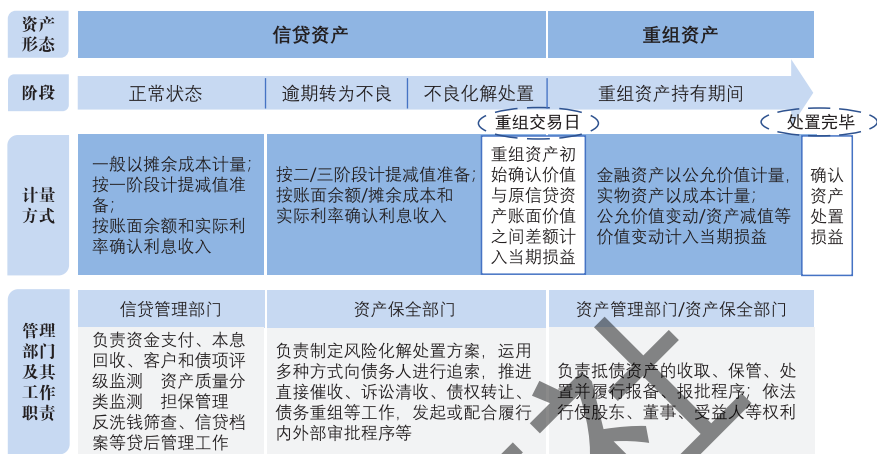 资产
形态
信贷资产
重组资产
阶段
正常状态
逾期转为不良
不良化解处置
重组资产持有期间
重组交易日
处置完毕
计量
方式
一般以摊余成本计量；
按一阶段计提减值准
备；
按账面余额和实际利
率确认利息收入
按二/三阶段计提减值准备；
按账面余额/摊余成本和
实际利率确认利息收入
重组资产初
始确认价值
与原信贷资
产账面价值
之间差额计
入当期损益
金融资产以公允价值计量，
实物资产以成本计量；
公允价值变动/资产减值等
价值变动计入当期损益
确认
资产
处置
损益
管理
部门
及其
工作
职责
信贷管理部门
资产保全部门
资产管理部门/资产保全部门
负责资金支付、本息
回收、客户和债项评
级监测　资产质量分
类监测　担保管理
反洗钱筛查、信贷档
案等贷后管理工作
负责制定风险化解处置方案，运用
多种方式向债务人进行追索，推进
直接催收、诉讼清收、债权转让、
债务重组等工作，发起或配合履行
内外部审批程序等
负责抵债资产的收取、保管、处
置并履行报备、报批程序；依法
行使股东、董事、受益人等权利
社